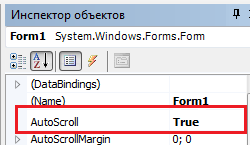 Инспектор объектов
Form1 System.Windows.Forms.Form
(DataBindings)
(Name) Form1
AutoScroll True
AutoScrollMargin 0; 0